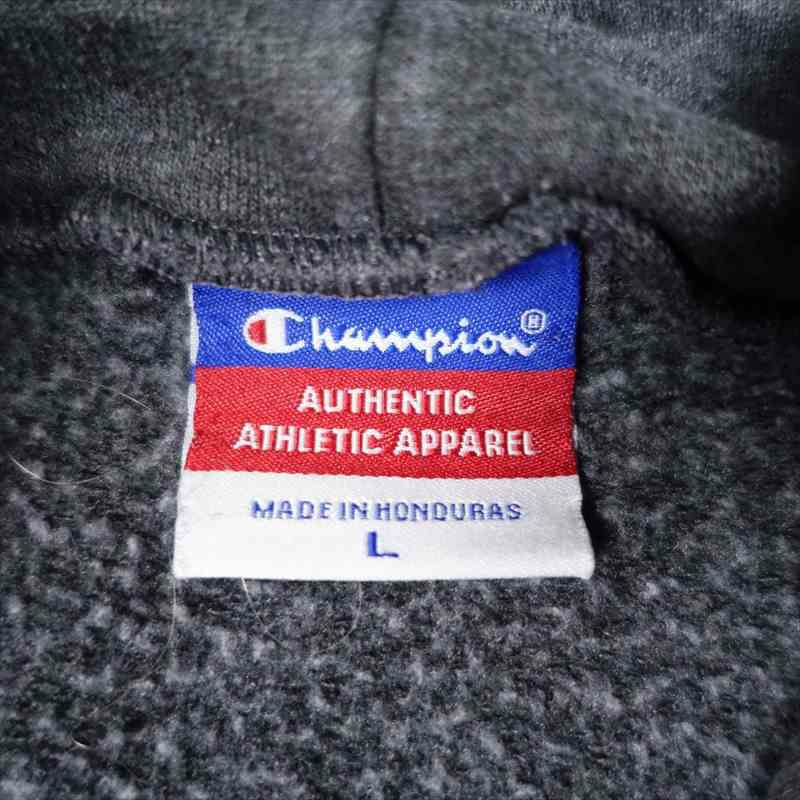 Champion®
AUTHENTIC
ATHLETIC APPAREL
MADE IN HONDURAS
L